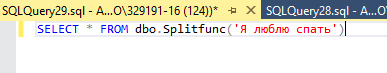 SQLQuery29.sql - A...O\329191-16 (124))* SQLQuery28.sql - A...O
SELECT * FROM dbo.Splitfunc('Я люблю спать')